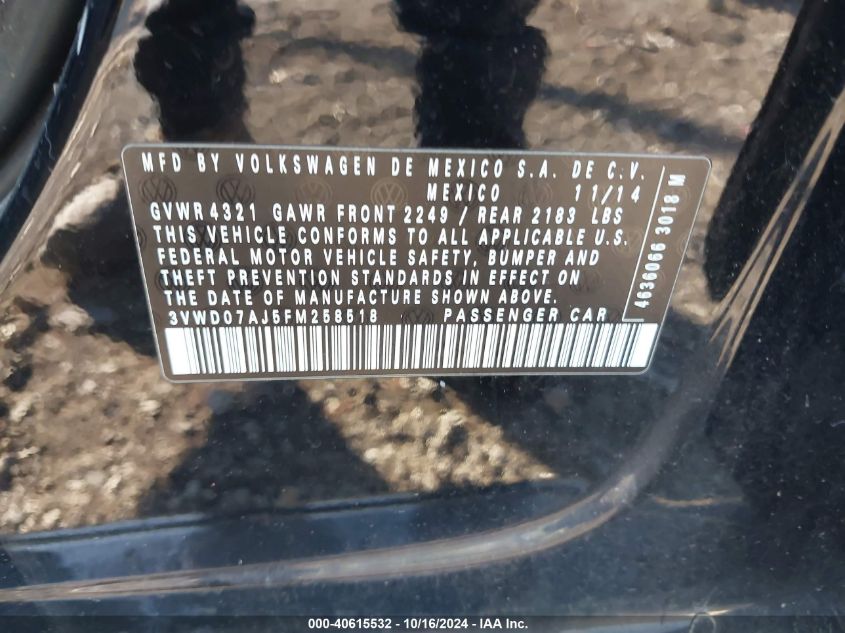 MFD BY VOLKSWAGEN DE MEXICO S.A. DE C.V.
MEXICO 11/14
GVWR 4321 GAWR FRONT 2249 / REAR 2183 LBS
THIS VEHICLE CONFORMS TO ALL APPLICABLE U.S.
FEDERAL MOTOR VEHICLE SAFETY, BUMPER AND
THEFT PREVENTION STANDARDS IN EFFECT ON
THE DATE OF MANUFACTURE SHOWN ABOVE.
3VWD07AJ5FM258518 PASSENGER CAR
4636066 3018 M
000-40615532 - 10/16/2024 - IAA Inc.